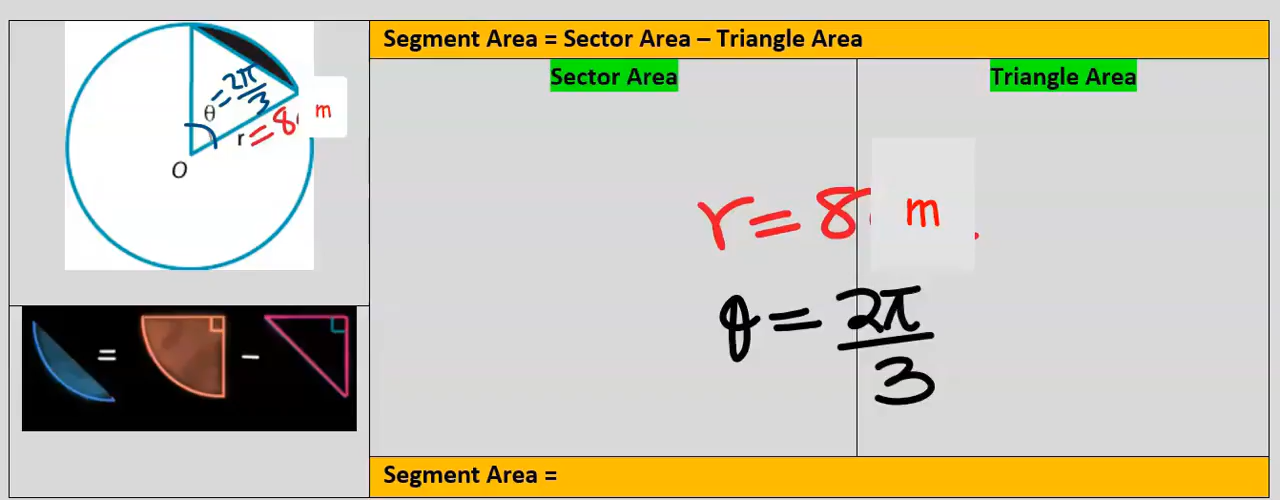 Segment Area = Sector Area – Triangle Area
Sector Area
Triangle Area
θ = 2π/3
r = 8 m
O
r = 8 m
θ = 2π/3
= –
Segment Area =